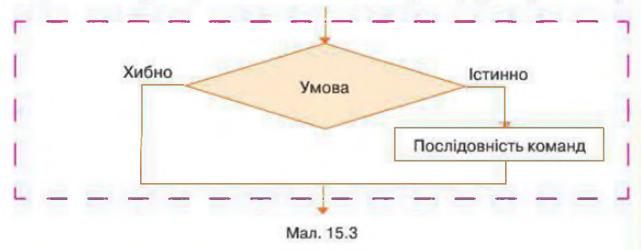 Хибно
Істинно
Умова
Послідовність команд
Мал. 15.3